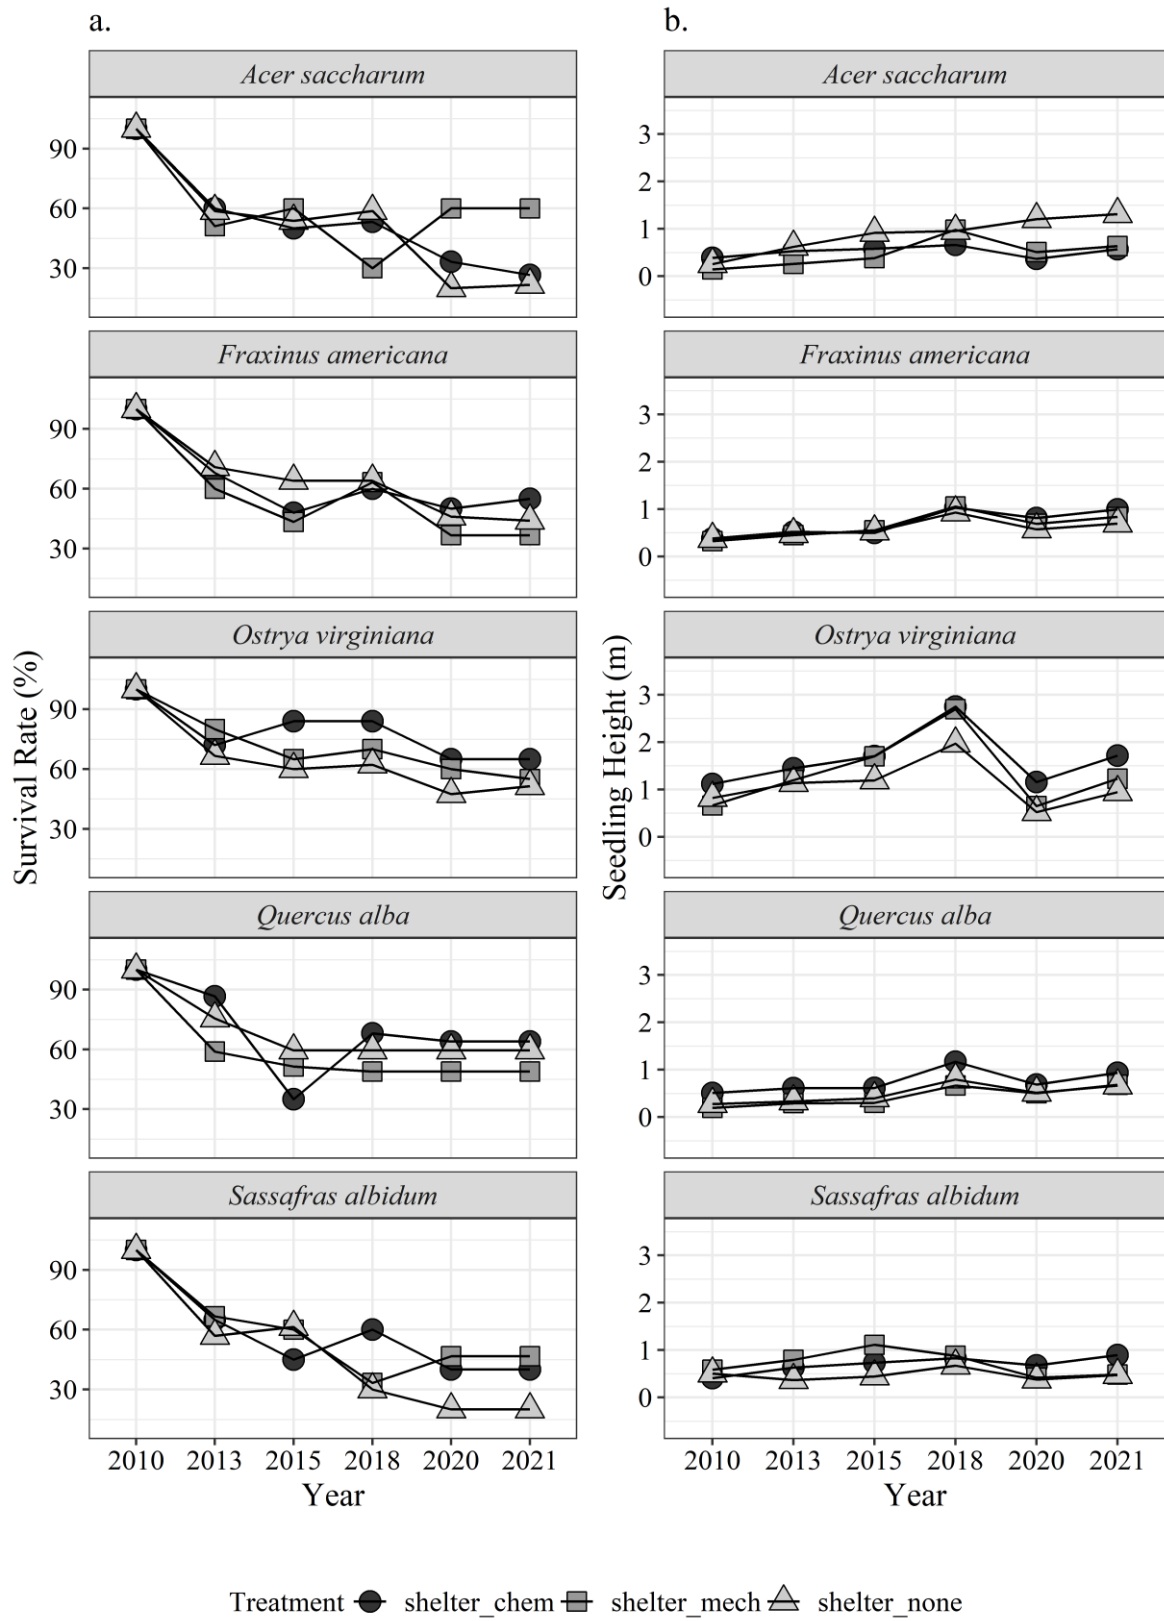 a.
Acer saccharum
90
60
30
Fraxinus americana
90
60
30
Ostrya virginiana
90
60
30
Quercus alba
90
60
30
Sassafras albidum
90
60
30
Survival Rate (%)
2010 2013 2015 2018 2020 2021
Year
b.
Acer saccharum
3
2
1
0
Fraxinus americana
3
2
1
0
Ostrya virginiana
3
2
1
0
Quercus alba
3
2
1
0
Sassafras albidum
3
2
1
0
Seedling Height (m)
2010 2013 2015 2018 2020 2021
Year
Treatment shelter_chem shelter_mech shelter_none